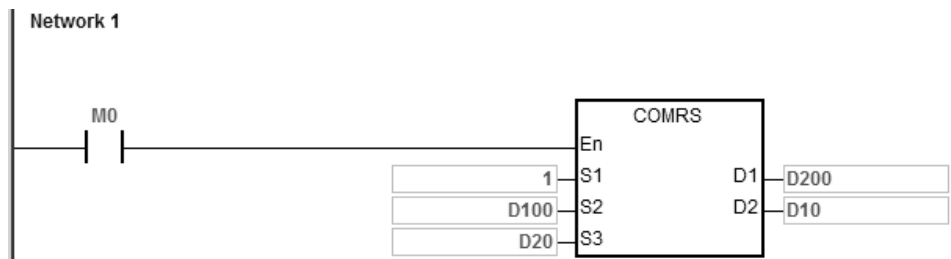 Network 1
M0
COMRS
En
1 S1 D1 D200
D100 S2 D2 D10
D20 S3